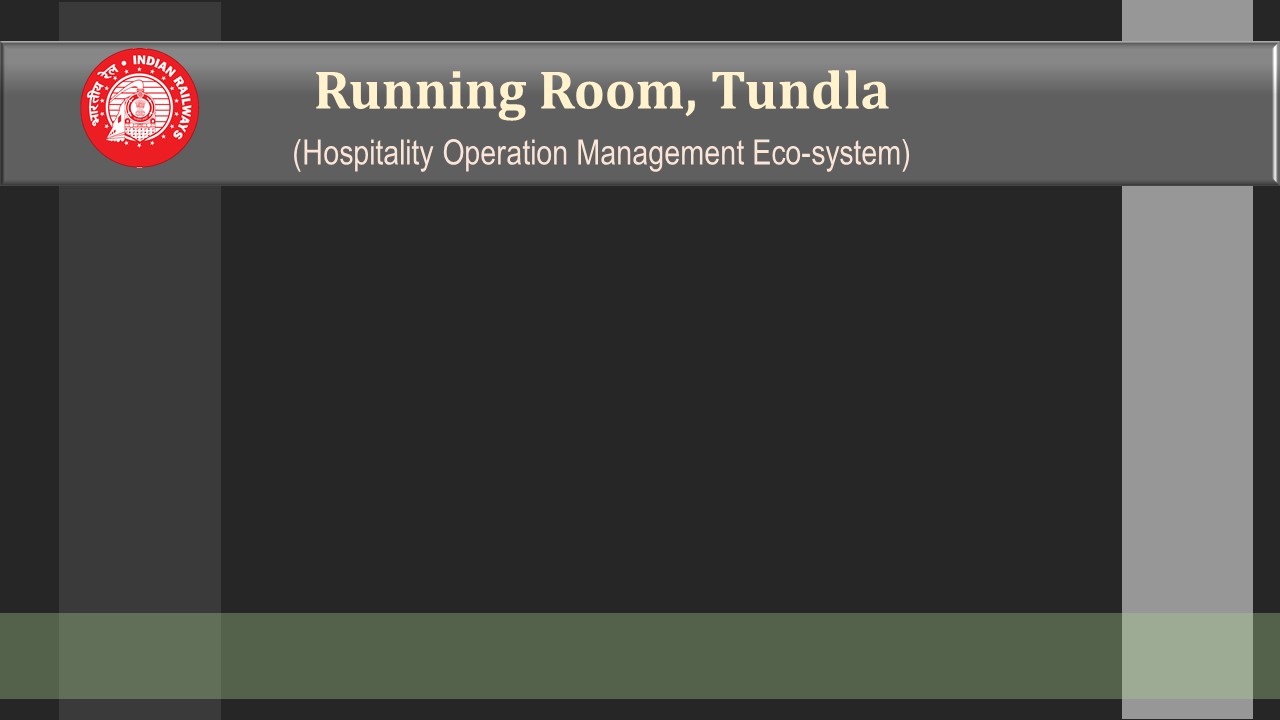 भारतीय रेल • INDIAN RAILWAYS
Running Room, Tundla
(Hospitality Operation Management Eco-system)